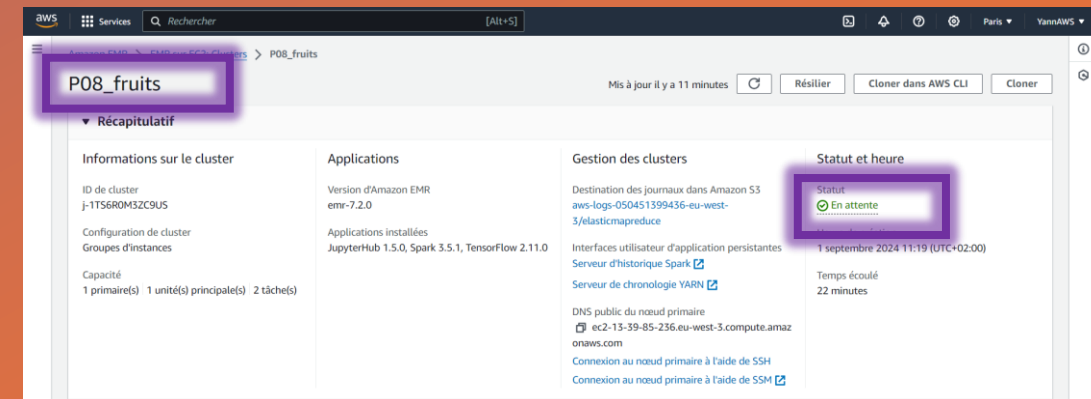 aws Services Rechercher [Alt+S] Paris ▼ YannAWS ▼
Amazon EMR > EMR sur EC2: Clusters > P08_fruits
P08_fruits
Mis à jour il y a 11 minutes Résilier Cloner dans AWS CLI Cloner
▼ Récapitulatif
Informations sur le cluster
ID de cluster
j-1TS6R0M3ZC9US
Configuration de cluster
Groupes d'instances
Capacité
1 primaire(s) | 1 unité(s) principale(s) | 2 tâche(s)
Applications
Version d'Amazon EMR
emr-7.2.0
Applications installées
JupyterHub 1.5.0, Spark 3.5.1, TensorFlow 2.11.0
Gestion des clusters
Destination des journaux dans Amazon S3
aws-logs-050451399436-eu-west-
3/elasticmapreduce
Interfaces utilisateur d'application persistantes
Serveur d'historique Spark
Serveur de chronologie YARN
DNS public du nœud primaire
ec2-13-39-85-236.eu-west-3.compute.amaz
onaws.com
Connexion au nœud primaire à l'aide de SSH
Connexion au nœud primaire à l'aide de SSM
Statut et heure
Statut
En attente
1 septembre 2024 11:19 (UTC+02:00)
Temps écoulé
22 minutes